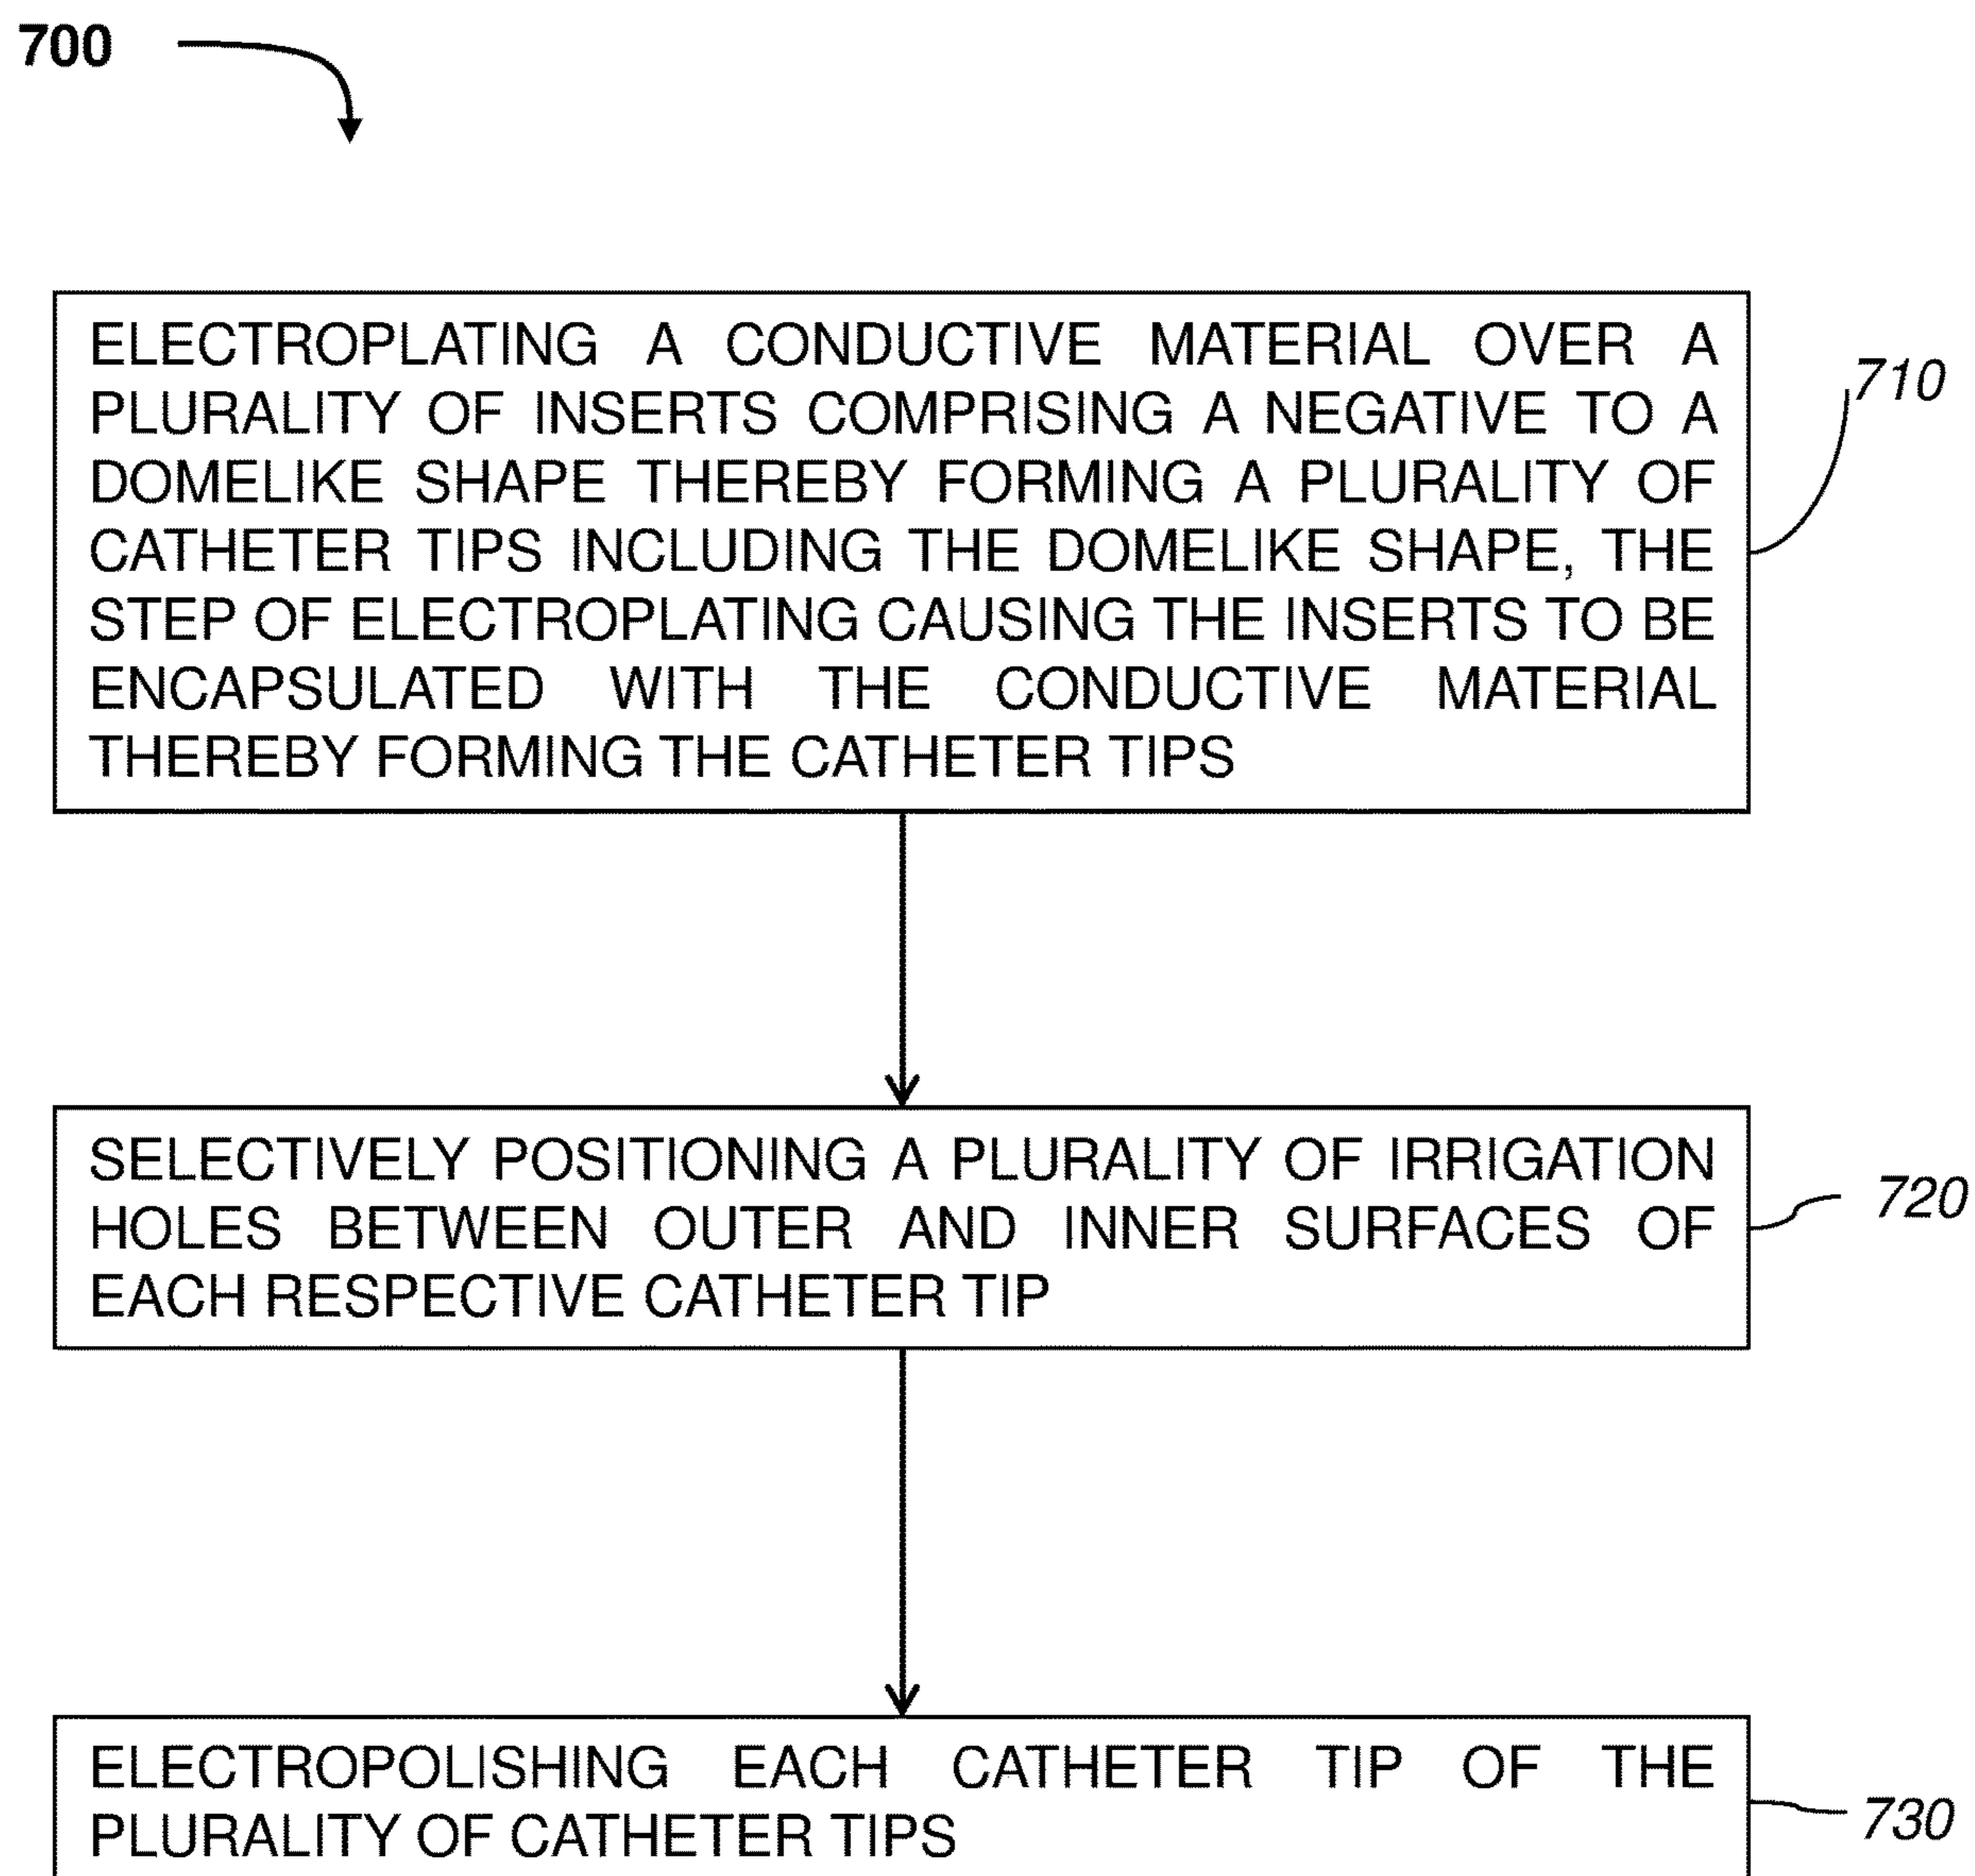 700
ELECTROPLATING A CONDUCTIVE MATERIAL OVER A
PLURALITY OF INSERTS COMPRISING A NEGATIVE TO A
DOMELIKE SHAPE THEREBY FORMING A PLURALITY OF
CATHETER TIPS INCLUDING THE DOMELIKE SHAPE, THE
STEP OF ELECTROPLATING CAUSING THE INSERTS TO BE
ENCAPSULATED WITH THE CONDUCTIVE MATERIAL
THEREBY FORMING THE CATHETER TIPS
710
SELECTIVELY POSITIONING A PLURALITY OF IRRIGATION
HOLES BETWEEN OUTER AND INNER SURFACES OF
EACH RESPECTIVE CATHETER TIP
720
ELECTROPOLISHING EACH CATHETER TIP OF THE
PLURALITY OF CATHETER TIPS
730